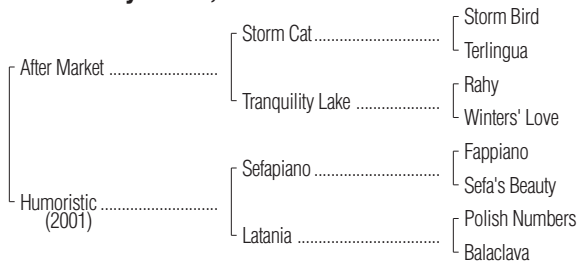 Storm Bird
Storm Cat
Terlingua
After Market
Rahy
Tranquility Lake
Winters' Love
Fappiano
Sefapiano
Sefa's Beauty
Humoristic
(2001)
Polish Numbers
Latania
Balaclava